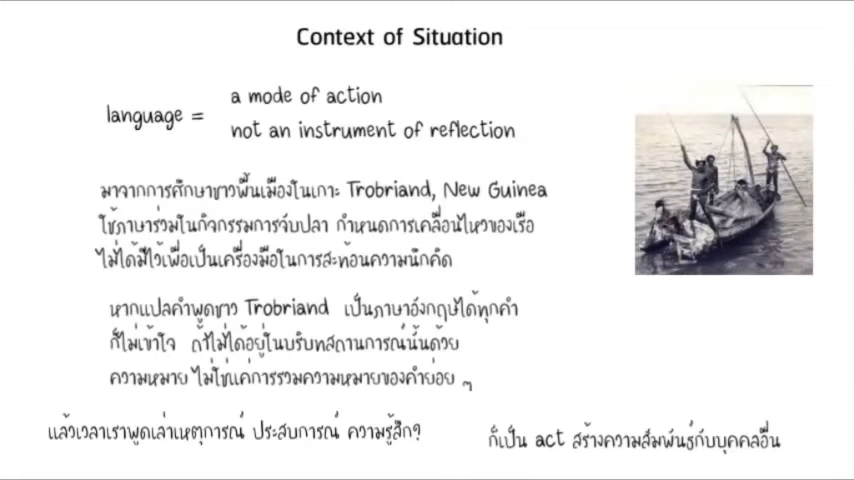 Context of Situation
language =
a mode of action
not an instrument of reflection
มาจากการศึกษาชาวพื้นเมืองในเกาะ Trobriand, New Guinea
ใช้ภาษาร่วมในกิจกรรมการจับปลา กำหนดการเคลื่อนไหวของเรือ
ไม่ได้มีไว้เพื่อเป็นเครื่องมือในการสะท้อนความนึกคิด
หากแปลคำพูดชาว Trobriand เป็นภาษาอังกฤษได้ทุกคำ
ก็ไม่เข้าใจ ถ้าไม่ได้อยู่ในบริบทสถานการณ์นั้นด้วย
ความหมาย ไม่ใช่แค่การรวมความหมายของคำย่อย ๆ
แล้วเวลาเราพูดเล่าเหตุการณ์ ประสบการณ์ ความรู้สึก?
ก็เป็น act สร้างความสัมพันธ์กับบุคคลอื่น